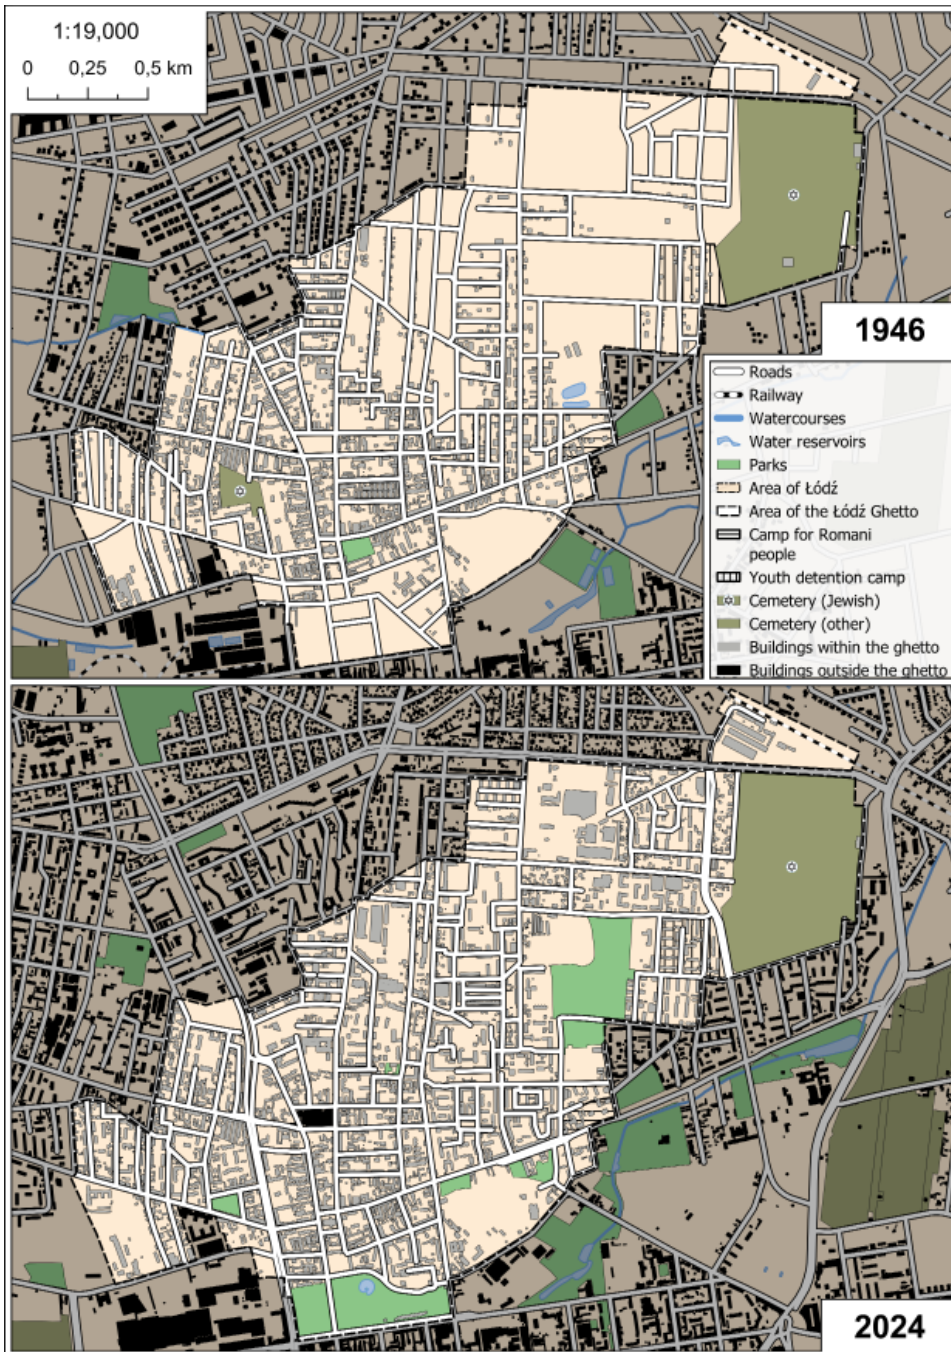 1:19,000
0 0,25 0,5 km
1946
Roads
Railway
Watercourses
Water reservoirs
Parks
Area of Łódź
Area of the Łódź Ghetto
Camp for Romani
people
Youth detention camp
Cemetery (Jewish)
Cemetery (other)
Buildings within the ghetto
Buildings outside the ghetto
2024